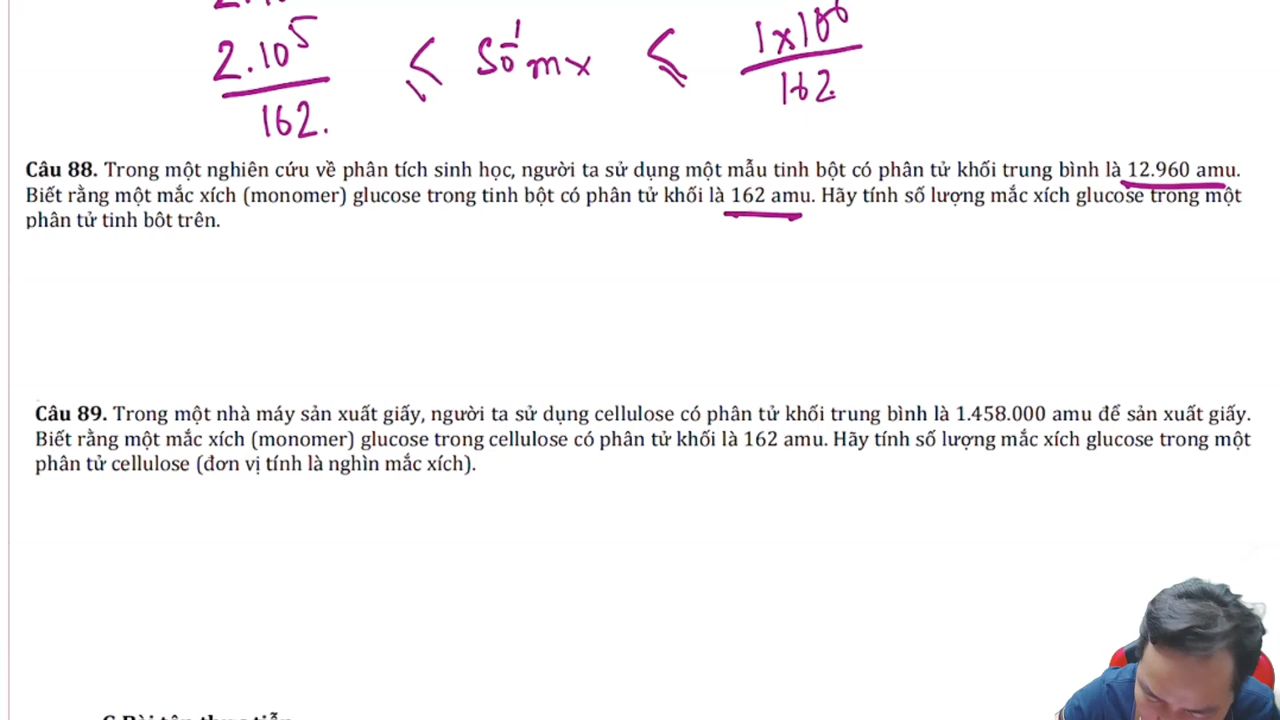 2.10⁵ ≤ Số mx ≤ 1x10⁶
162. 162.
Câu 88. Trong một nghiên cứu về phân tích sinh học, người ta sử dụng một mẫu tinh bột có phân tử khối trung bình là 12.960 amu.
Biết rằng một mắc xích (monomer) glucose trong tinh bột có phân tử khối là 162 amu. Hãy tính số lượng mắc xích glucose trong một
phân tử tinh bôt trên.
Câu 89. Trong một nhà máy sản xuất giấy, người ta sử dụng cellulose có phân tử khối trung bình là 1.458.000 amu để sản xuất giấy.
Biết rằng một mắc xích (monomer) glucose trong cellulose có phân tử khối là 162 amu. Hãy tính số lượng mắc xích glucose trong một
phân tử cellulose (đơn vị tính là nghìn mắc xích).